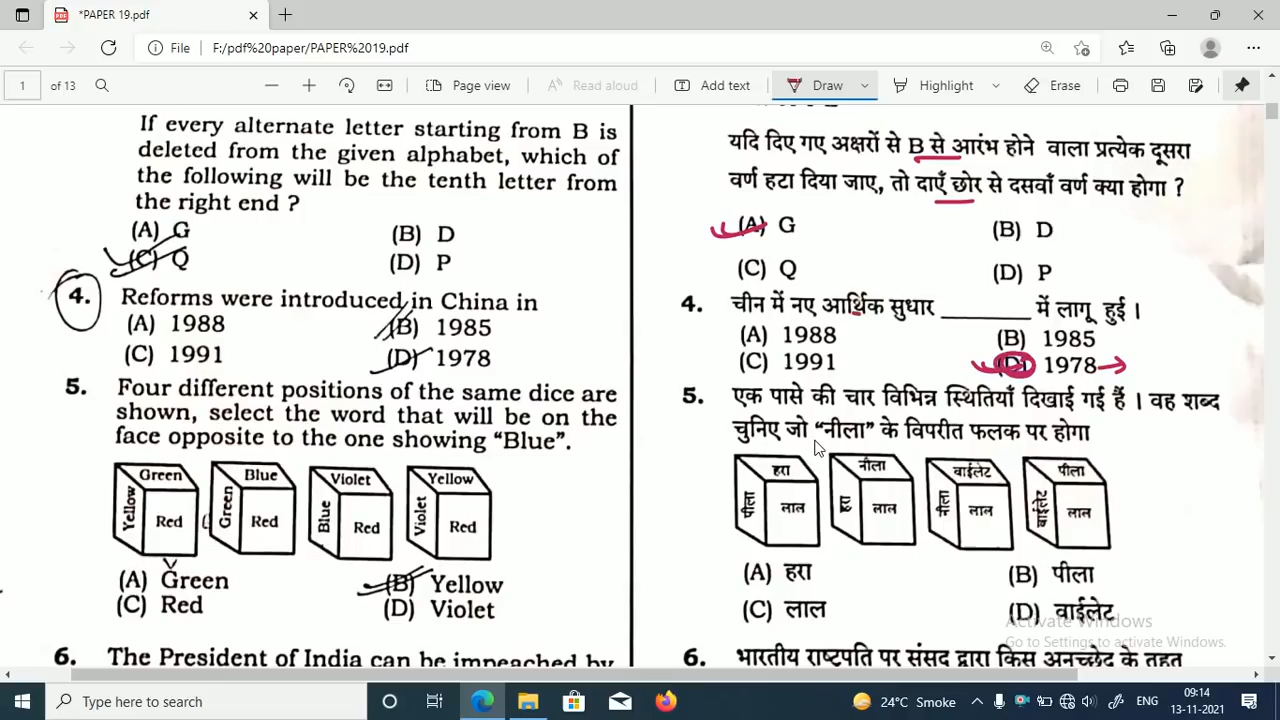 *PAPER 19.pdf
File
F:/pdf%20paper/PAPER%2019.pdf
1 of 13
Page view
Read aloud
Add text
Draw
Highlight
Erase
If every alternate letter starting from B is
deleted from the given alphabet, which of
the following will be the tenth letter from
the right end ?
(A) G (B) D
(C) Q (D) P
4. Reforms were introduced in China in
(A) 1988 (B) 1985
(C) 1991 (D) 1978
5. Four different positions of the same dice are
shown, select the word that will be on the
face opposite to the one showing “Blue”.
Green Yellow Red
Blue Green Red
Violet Blue Red
Yellow Violet Red
(A) Green (B) Yellow
(C) Red (D) Violet
6. The President of India can be impeached by
यदि दिए गए अक्षरों से B से आरंभ होने वाला प्रत्येक दूसरा
वर्ण हटा दिया जाए, तो दाएँ छोर से दसवाँ वर्ण क्या होगा ?
(A) G (B) D
(C) Q (D) P
4. चीन में नए आर्थिक सुधार ________ में लागू हुई ।
(A) 1988 (B) 1985
(C) 1991 (D) 1978
5. एक पासे की चार विभिन्न स्थितियाँ दिखाई गई हैं । वह शब्द
चुनिए जो “नीला” के विपरीत फलक पर होगा
हरा पीला लाल
नीला हरा लाल
वाईलेट नीला लाल
पीला वाईलेट लाल
(A) हरा (B) पीला
(C) लाल (D) वाईलेट
6. भारतीय राष्ट्रपति पर संसद द्वारा किस अनुच्छेद के तहत
Activate Windows
Go to Settings to activate Windows.
Type here to search
24°C Smoke
ENG
09:14
13-11-2021